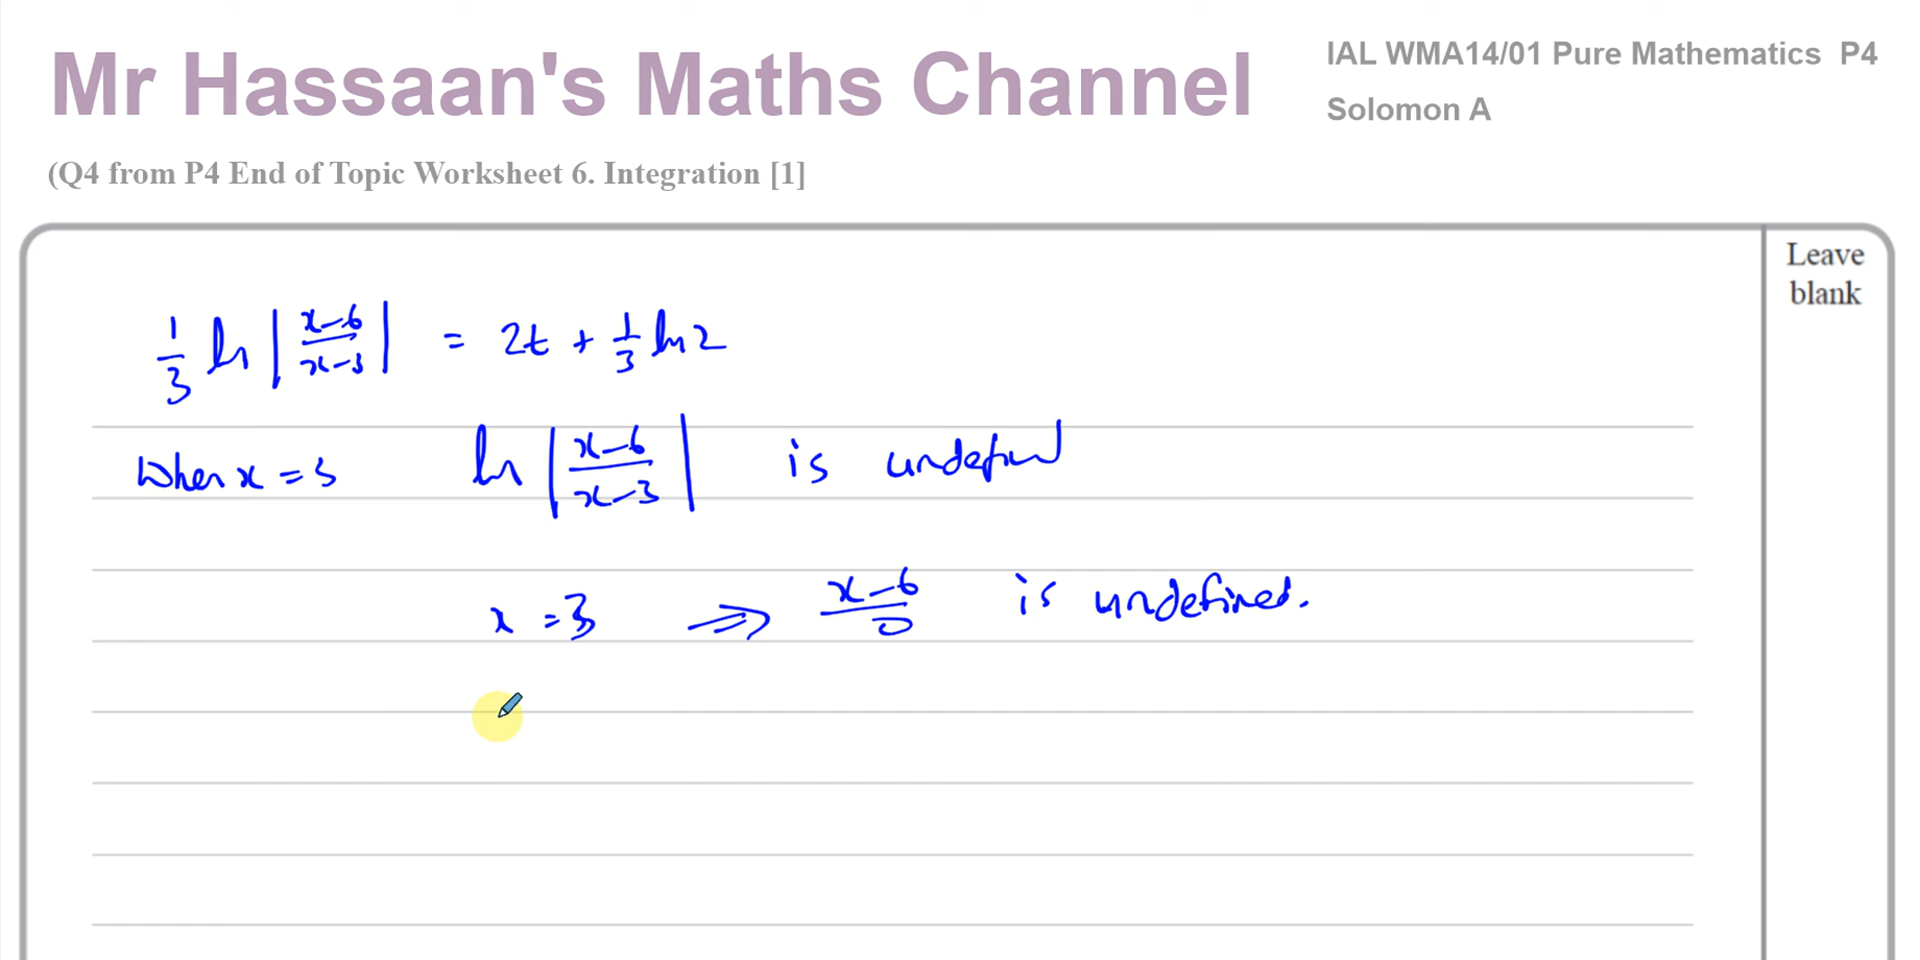 Mr Hassaan's Maths Channel
IAL WMA14/01 Pure Mathematics P4
Solomon A
(Q4 from P4 End of Topic Worksheet 6. Integration [1]
Leave
blank
1/3 ln |(x-6)/(x-3)| = 2t + 1/3 ln 2
When x = 3 ln |(x-6)/(x-3)| is undefined
x = 3 ⇒ (x-6)/0 is undefined.